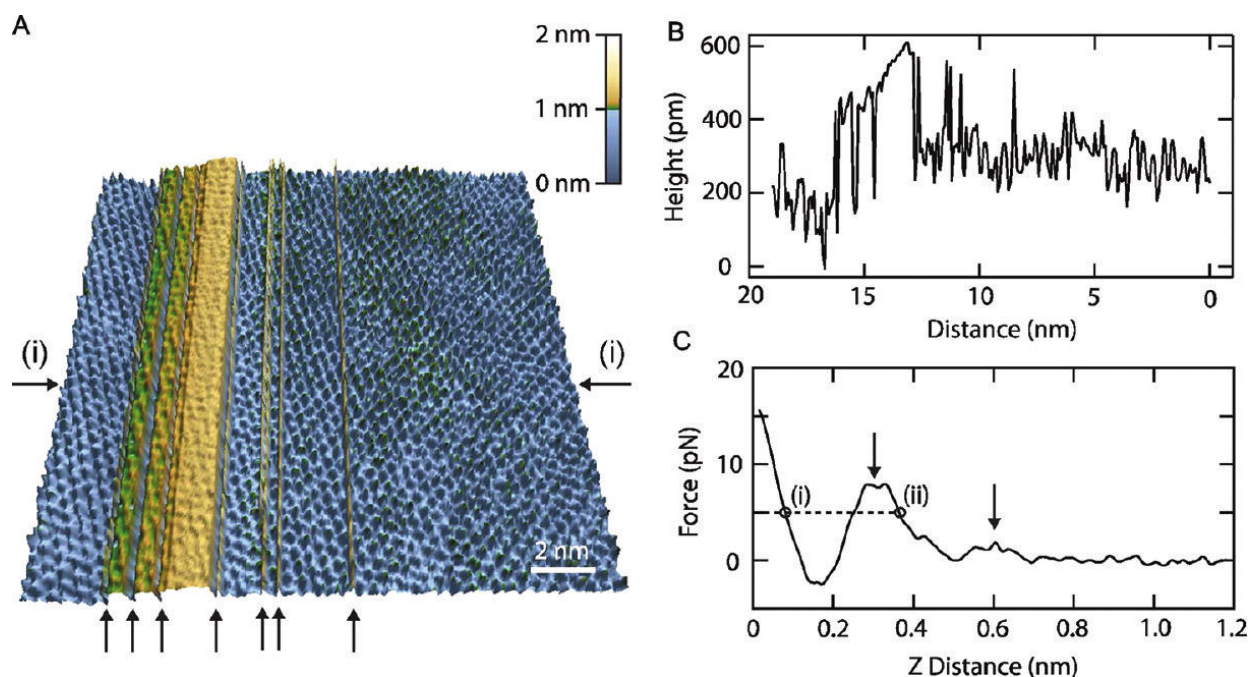 A
2 nm
1 nm
0 nm
(i)
(i)
2 nm
B
600
400
200
0
Height (pm)
20
15
10
5
0
Distance (nm)
C
20
10
0
Force (pN)
(i)
(ii)
0
0.2
0.4
0.6
0.8
1.0
1.2
Z Distance (nm)